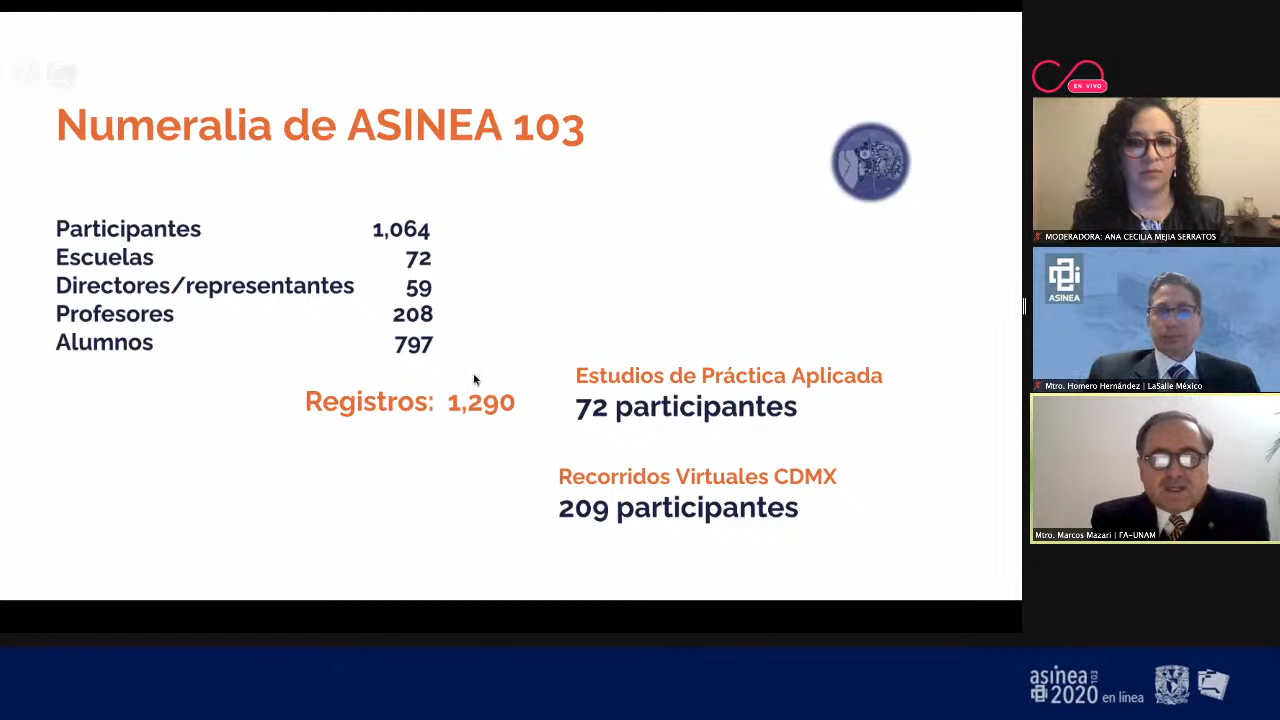 Numeralia de ASINEA 103
Participantes 1,064
Escuelas 72
Directores/representantes 59
Profesores 208
Alumnos 797
Registros: 1,290
Estudios de Práctica Aplicada
72 participantes
Recorridos Virtuales CDMX
209 participantes
EN VIVO
MODERADORA: ANA CECILIA MEJIA SERRATOS
ASINEA
Mtro. Homero Hernández | LaSalle México
Mtro. Marcos Mazari | FA-UNAM
asinea 103
2020 en línea